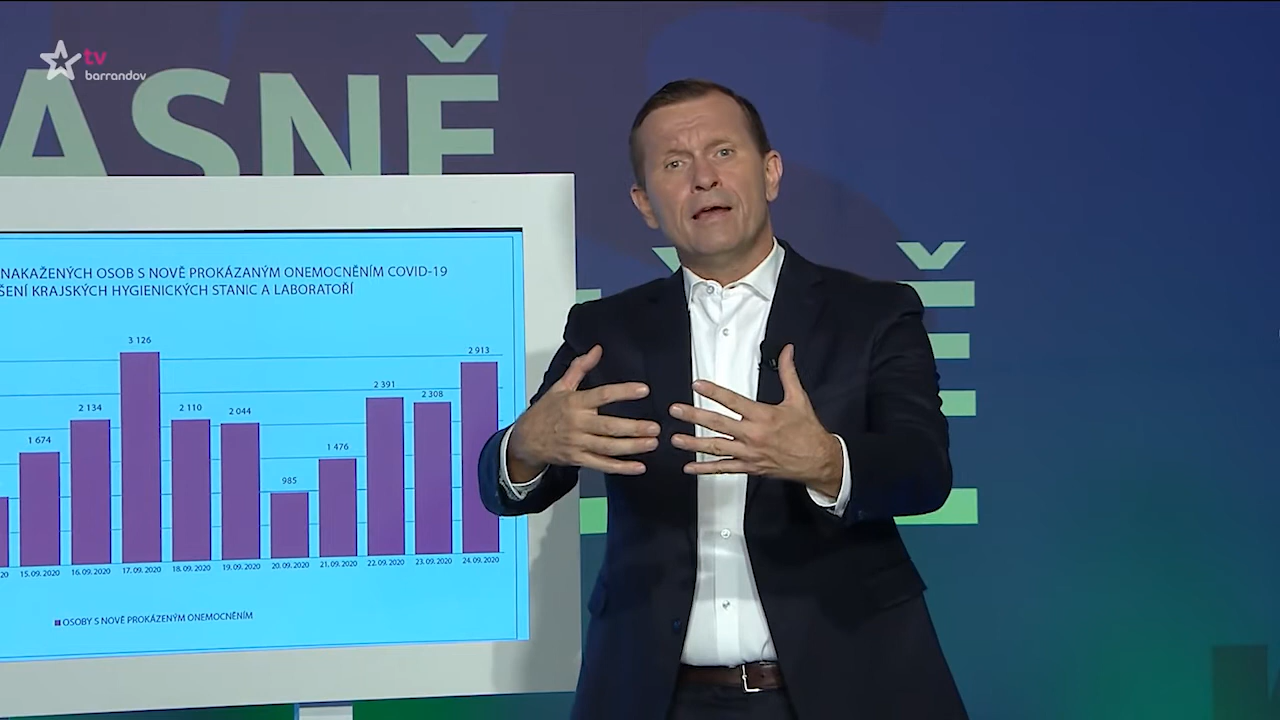 tv
barrandov
ASNĚ
NAKAŽENÝCH OSOB S NOVĚ PROKÁZANÝM ONEMOCNĚNÍM COVID-19
ŠENÍ KRAJSKÝCH HYGIENICKÝCH STANIC A LABORATOŘÍ
1 674
2 134
3 126
2 110
2 044
985
1 476
2 391
2 308
2 913
20
15. 09. 2020
16. 09. 2020
17. 09. 2020
18. 09. 2020
19. 09. 2020
20. 09. 2020
21. 09. 2020
22. 09. 2020
23. 09. 2020
24. 09. 2020
OSOBY S NOVĚ PROKÁZENÝM ONEMOCNĚNÍM